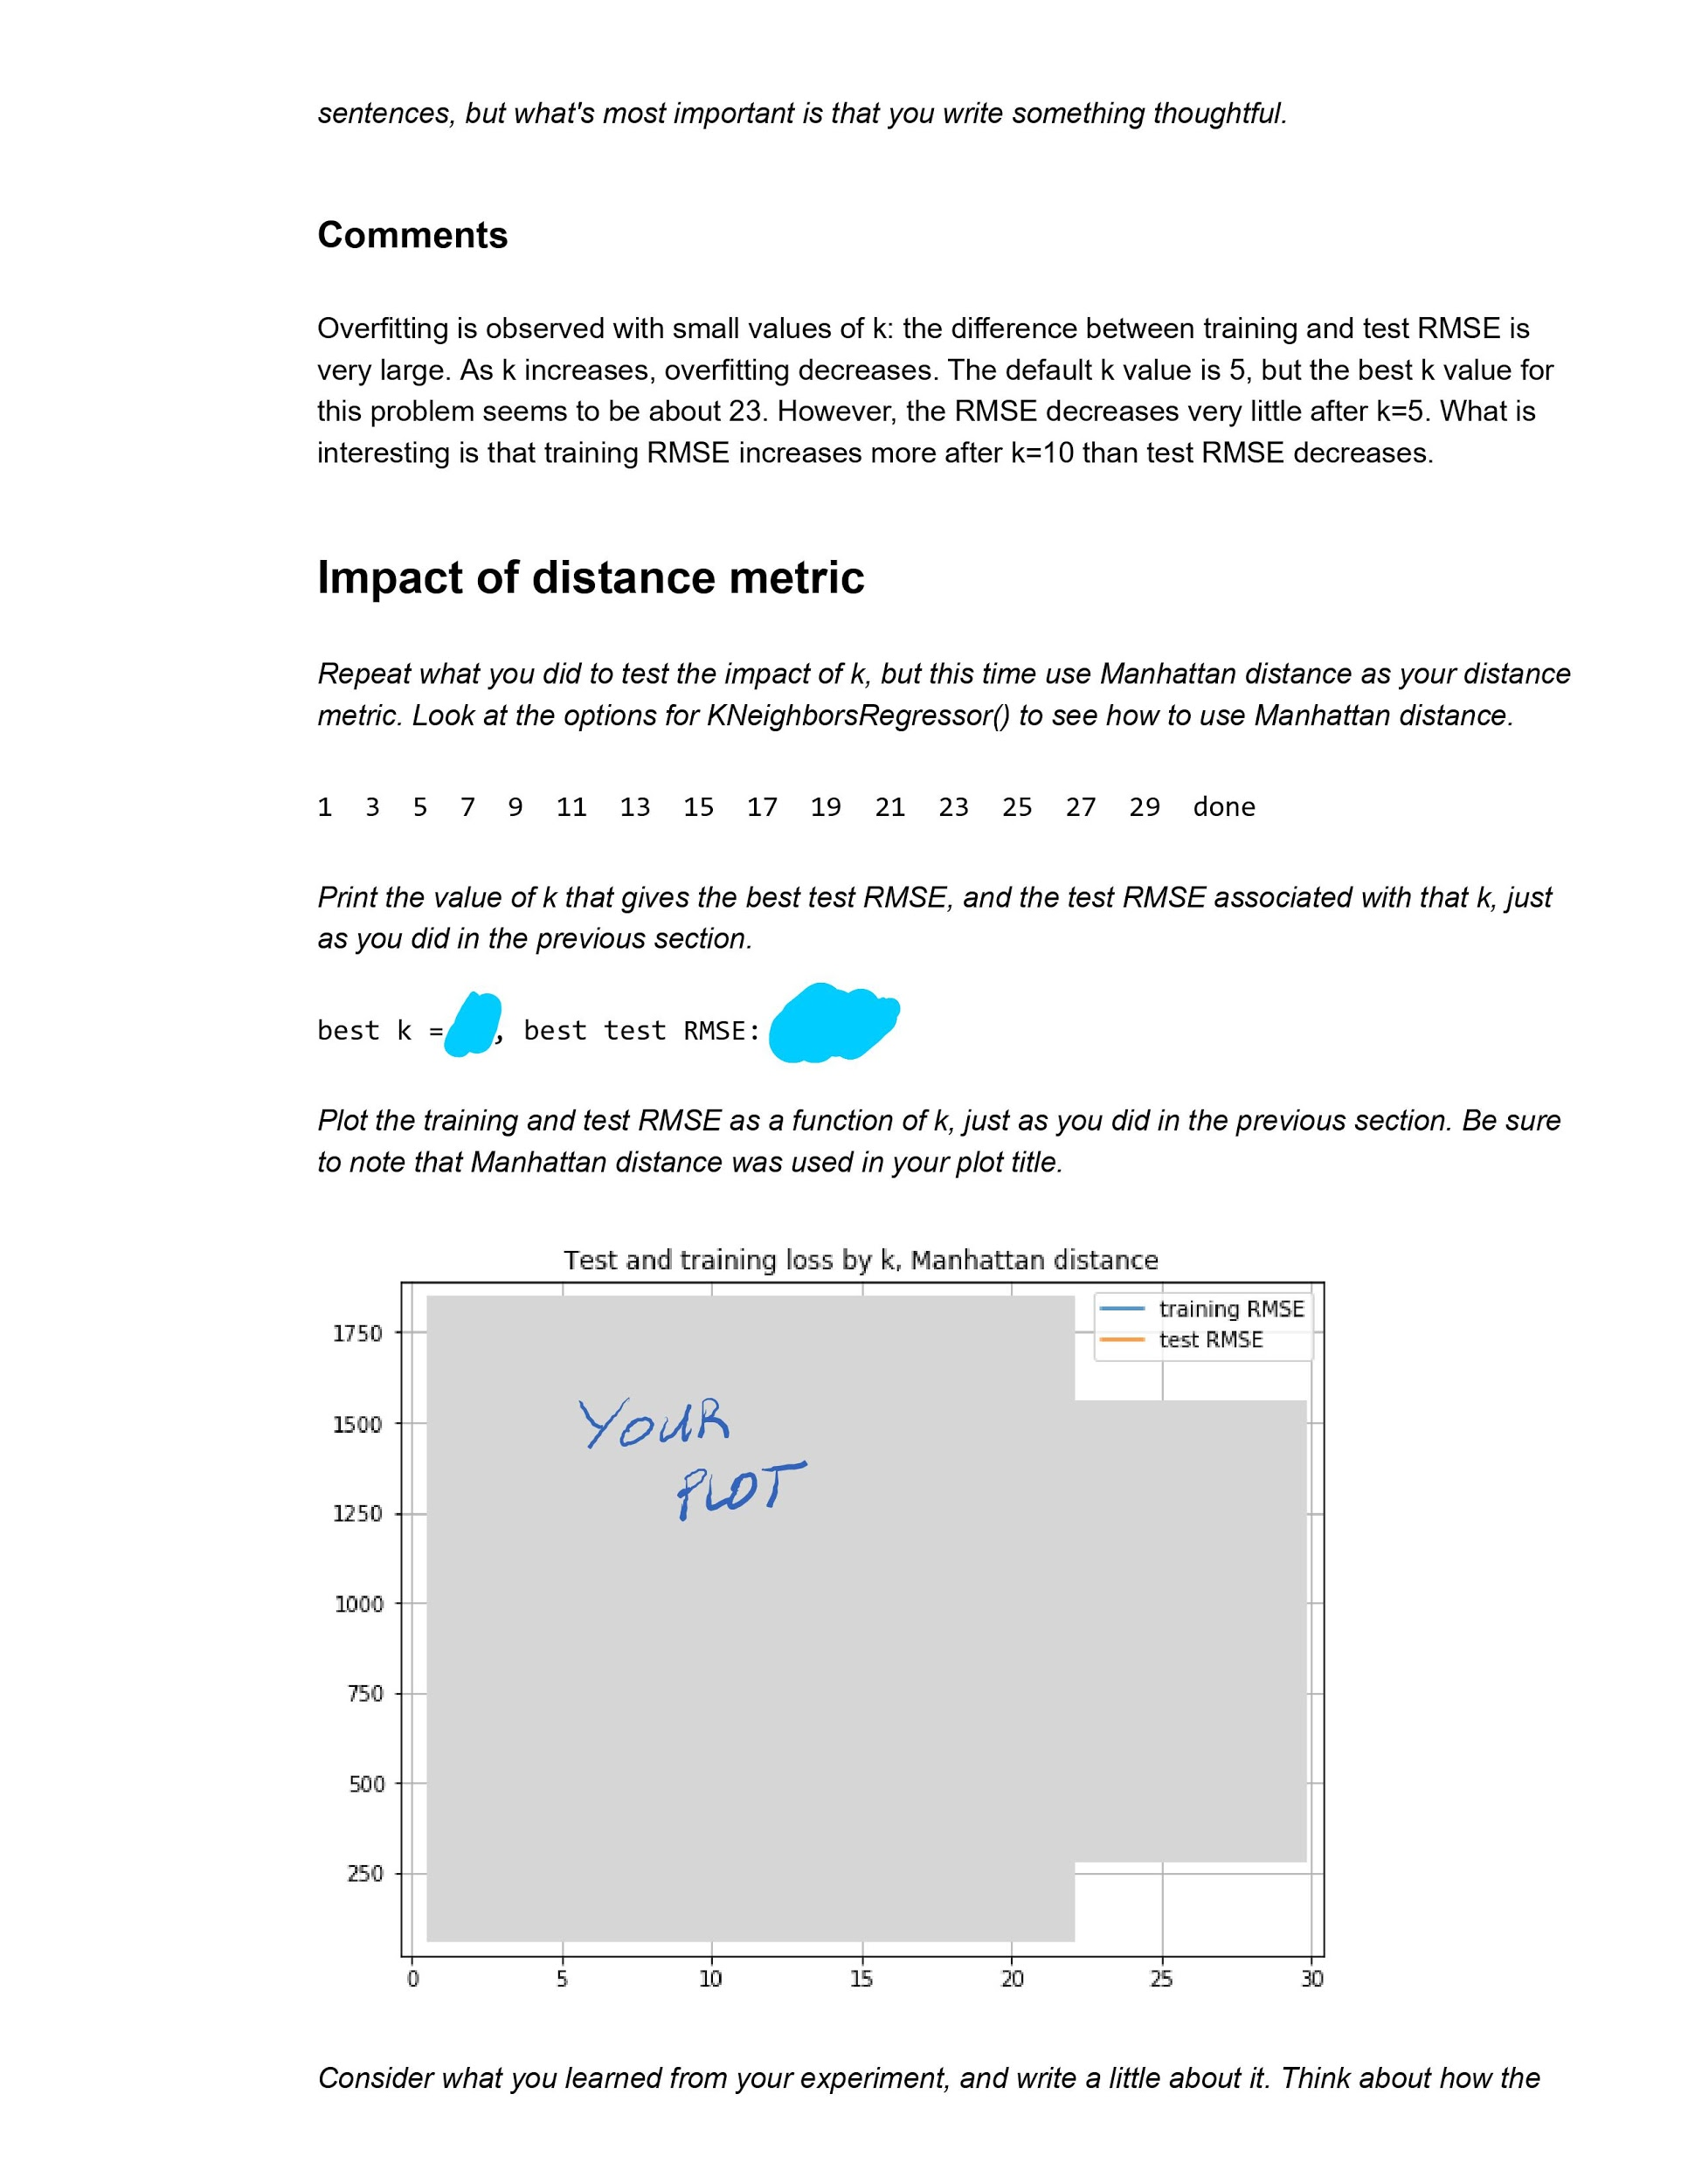 sentences, but what's most important is that you write something thoughtful.
Comments
Overfitting is observed with small values of k: the difference between training and test RMSE is
very large. As k increases, overfitting decreases. The default k value is 5, but the best k value for
this problem seems to be about 23. However, the RMSE decreases very little after k=5. What is
interesting is that training RMSE increases more after k=10 than test RMSE decreases.
Impact of distance metric
Repeat what you did to test the impact of k, but this time use Manhattan distance as your distance
metric. Look at the options for KNeighborsRegressor() to see how to use Manhattan distance.
1 3 5 7 9 11 13 15 17 19 21 23 25 27 29 done
Print the value of k that gives the best test RMSE, and the test RMSE associated with that k, just
as you did in the previous section.
best k = , best test RMSE:
Plot the training and test RMSE as a function of k, just as you did in the previous section. Be sure
to note that Manhattan distance was used in your plot title.
Test and training loss by k, Manhattan distance
training RMSE
test RMSE
1750
1500
1250
1000
750
500
250
YOUR
PLOT
0 5 10 15 20 25 30
Consider what you learned from your experiment, and write a little about it. Think about how the